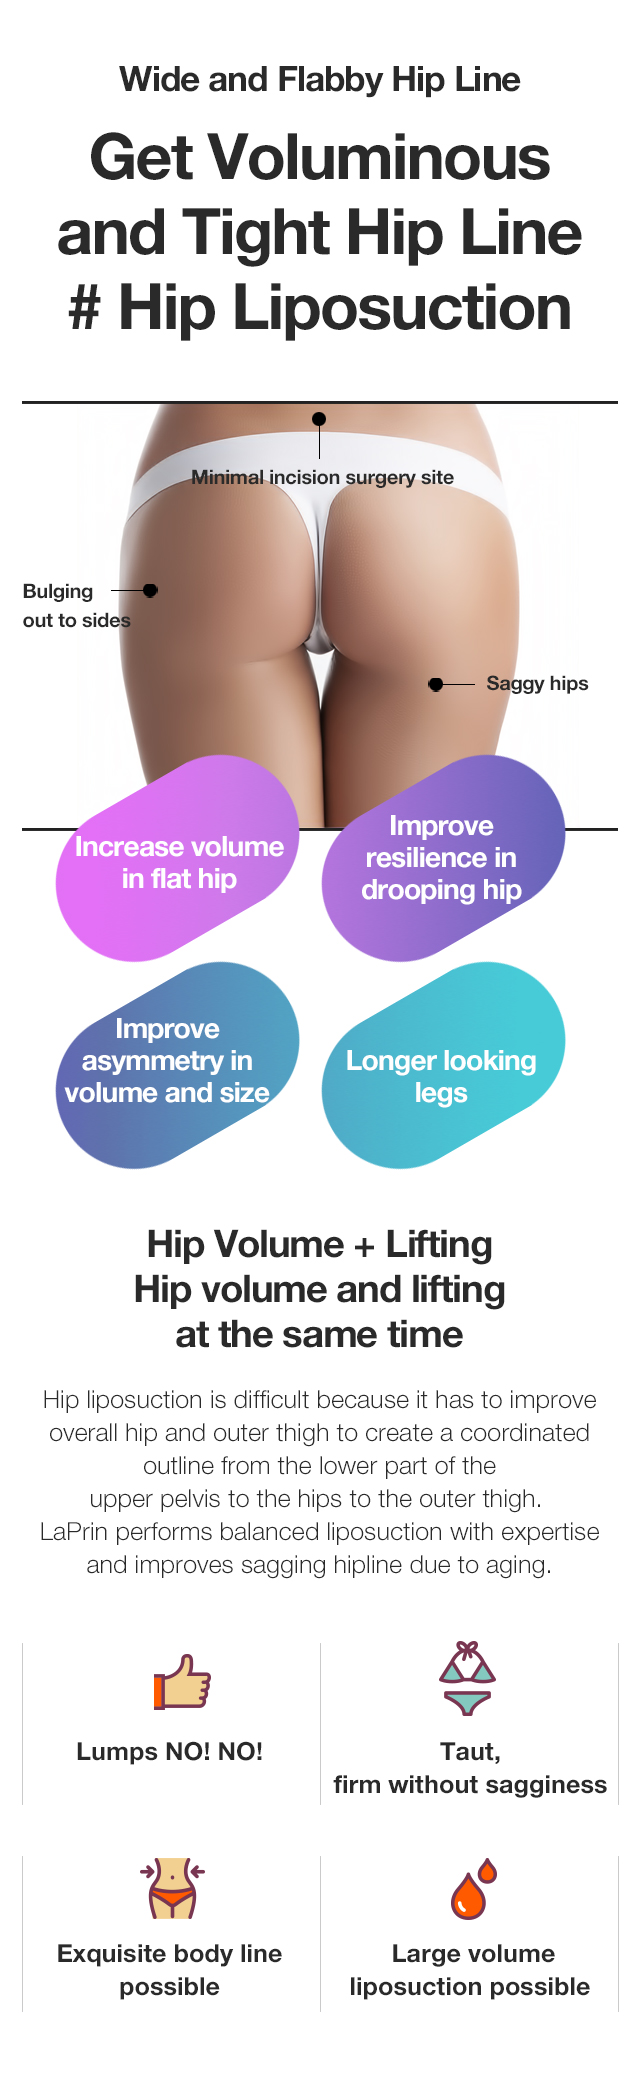 Wide and Flabby Hip Line
Get Voluminous
and Tight Hip Line
# Hip Liposuction
Minimal incision surgery site
Bulging
out to sides
Saggy hips
Increase volume
in flat hip
Improve
resilience in
drooping hip
Improve
asymmetry in
volume and size
Longer looking
legs
Hip Volume + Lifting
Hip volume and lifting
at the same time
Hip liposuction is difficult because it has to improve
overall hip and outer thigh to create a coordinated
outline from the lower part of the
upper pelvis to the hips to the outer thigh.
LaPrin performs balanced liposuction with expertise
and improves sagging hipline due to aging.
Lumps NO! NO!
Taut,
firm without sagginess
Exquisite body line
possible
Large volume
liposuction possible